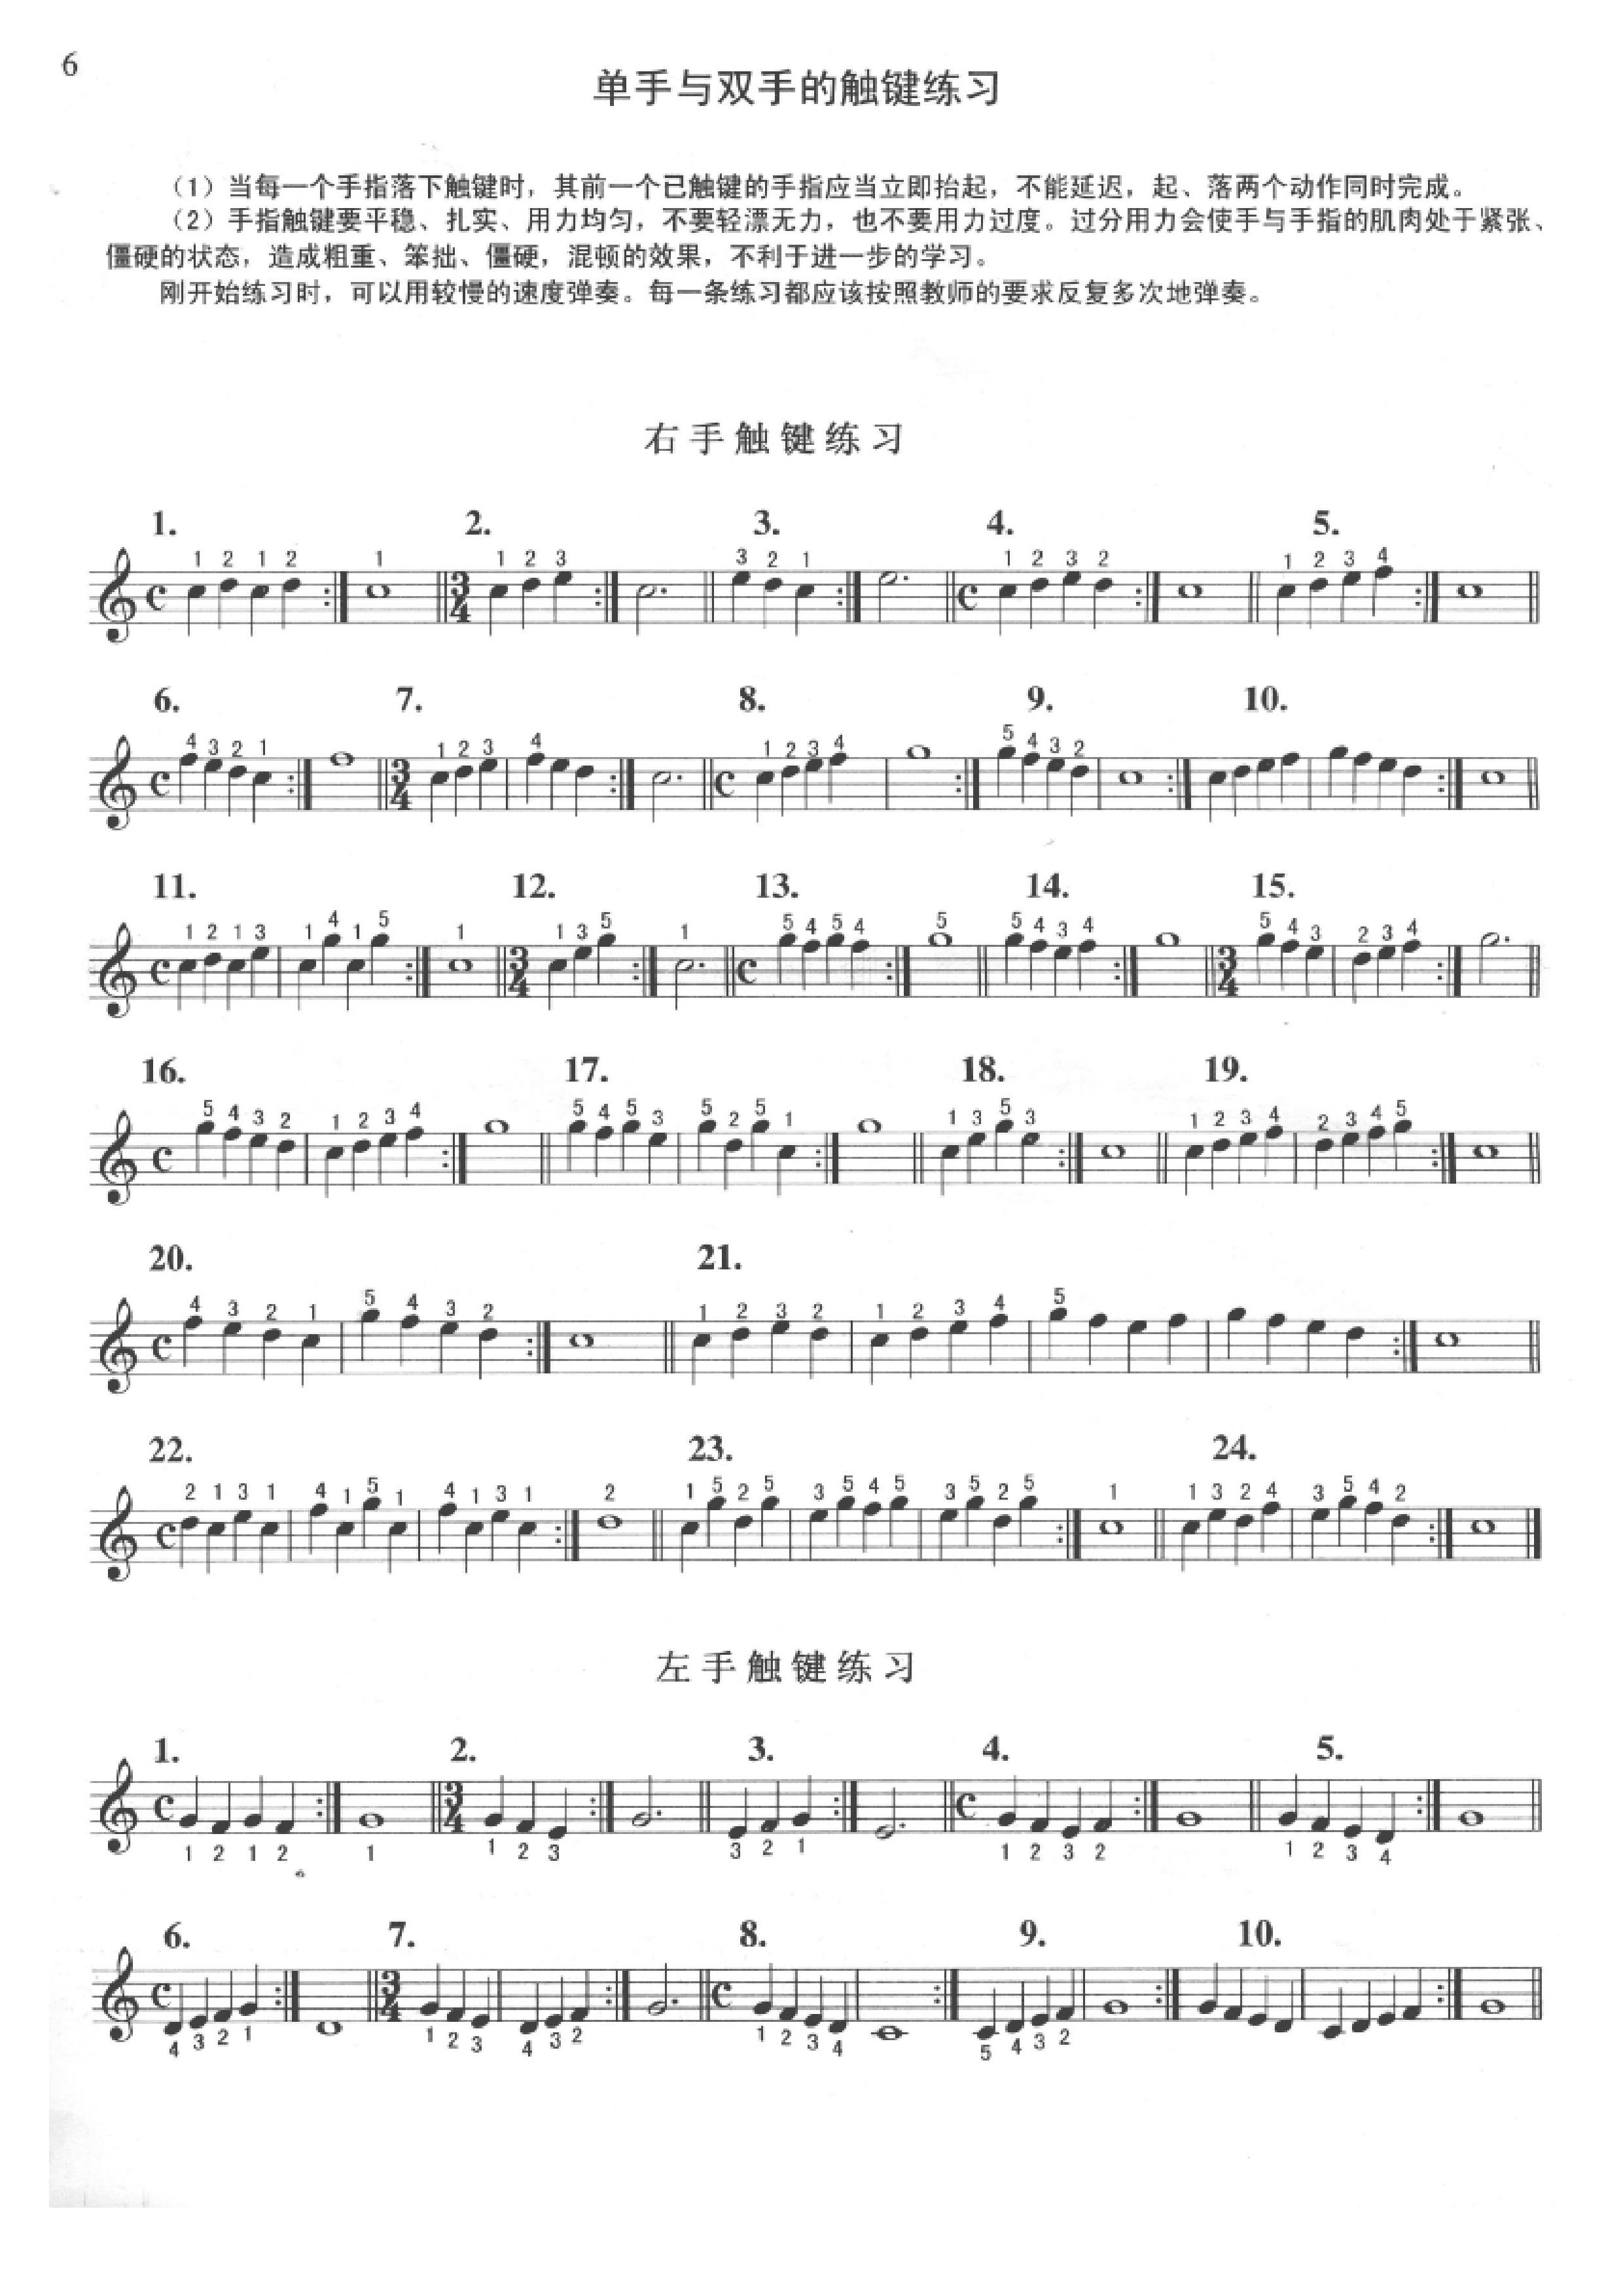 6
单手与双手的触键练习
（1）当每一个手指落下触键时，其前一个已触键的手指应当立即抬起，不能延迟，起、落两个动作同时完成。
（2）手指触键要平稳、扎实、用力均匀，不要轻漂无力，也不要用力过度。过分用力会使手与手指的肌肉处于紧张、
僵硬的状态，造成粗重、笨拙、僵硬，混顿的效果，不利于进一步的学习。
刚开始练习时，可以用较慢的速度弹奏。每一条练习都应该按照教师的要求反复多次地弹奏。
右手触键练习
1. 2. 3. 4. 5.
1 2 1 2 1 1 2 3 3 2 1 1 2 3 2 1 2 3 4
3 4
6. 7. 8. 9. 10.
4 3 2 1 1 2 3 4 1 2 3 4 5 4 3 2
3 4
11. 12. 13. 14. 15.
1 2 1 3 1 4 1 5 1 1 3 5 1 5 4 5 4 5 5 4 3 4 5 4 3 2 3 4
3 4 3 4
16. 17. 18. 19.
5 4 3 2 1 2 3 4 5 4 5 3 5 2 5 1 1 3 5 3 1 2 3 4 2 3 4 5
20. 21.
4 3 2 1 5 4 3 2 1 2 3 2 1 2 3 4 5
22. 23. 24.
2 1 3 1 4 1 5 1 4 1 3 1 2 1 5 2 5 3 5 4 5 3 5 2 5 1 1 3 2 4 3 5 4 2
左手触键练习
1. 2. 3. 4. 5.
3 4
1 2 1 2 1 1 2 3 3 2 1 1 2 3 2 1 2 3 4
6. 7. 8. 9. 10.
3 4
4 3 2 1 1 2 3 4 3 2 1 2 3 4 5 4 3 2